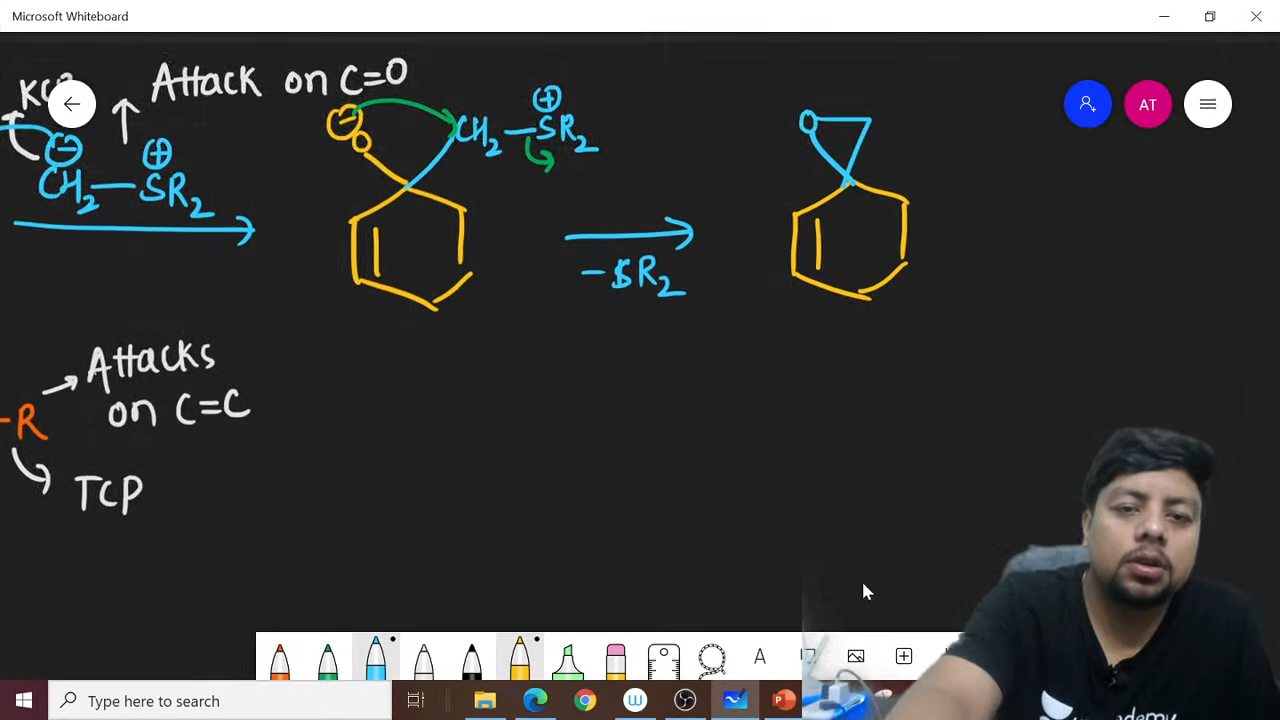 Microsoft Whiteboard
Attack on C=O
⊖
CH2—SR2
⊕
⊖
O
CH2—SR2
⊕
-SR2
O
AT
Attacks
on C=C
-R
TCP
A
Type here to search